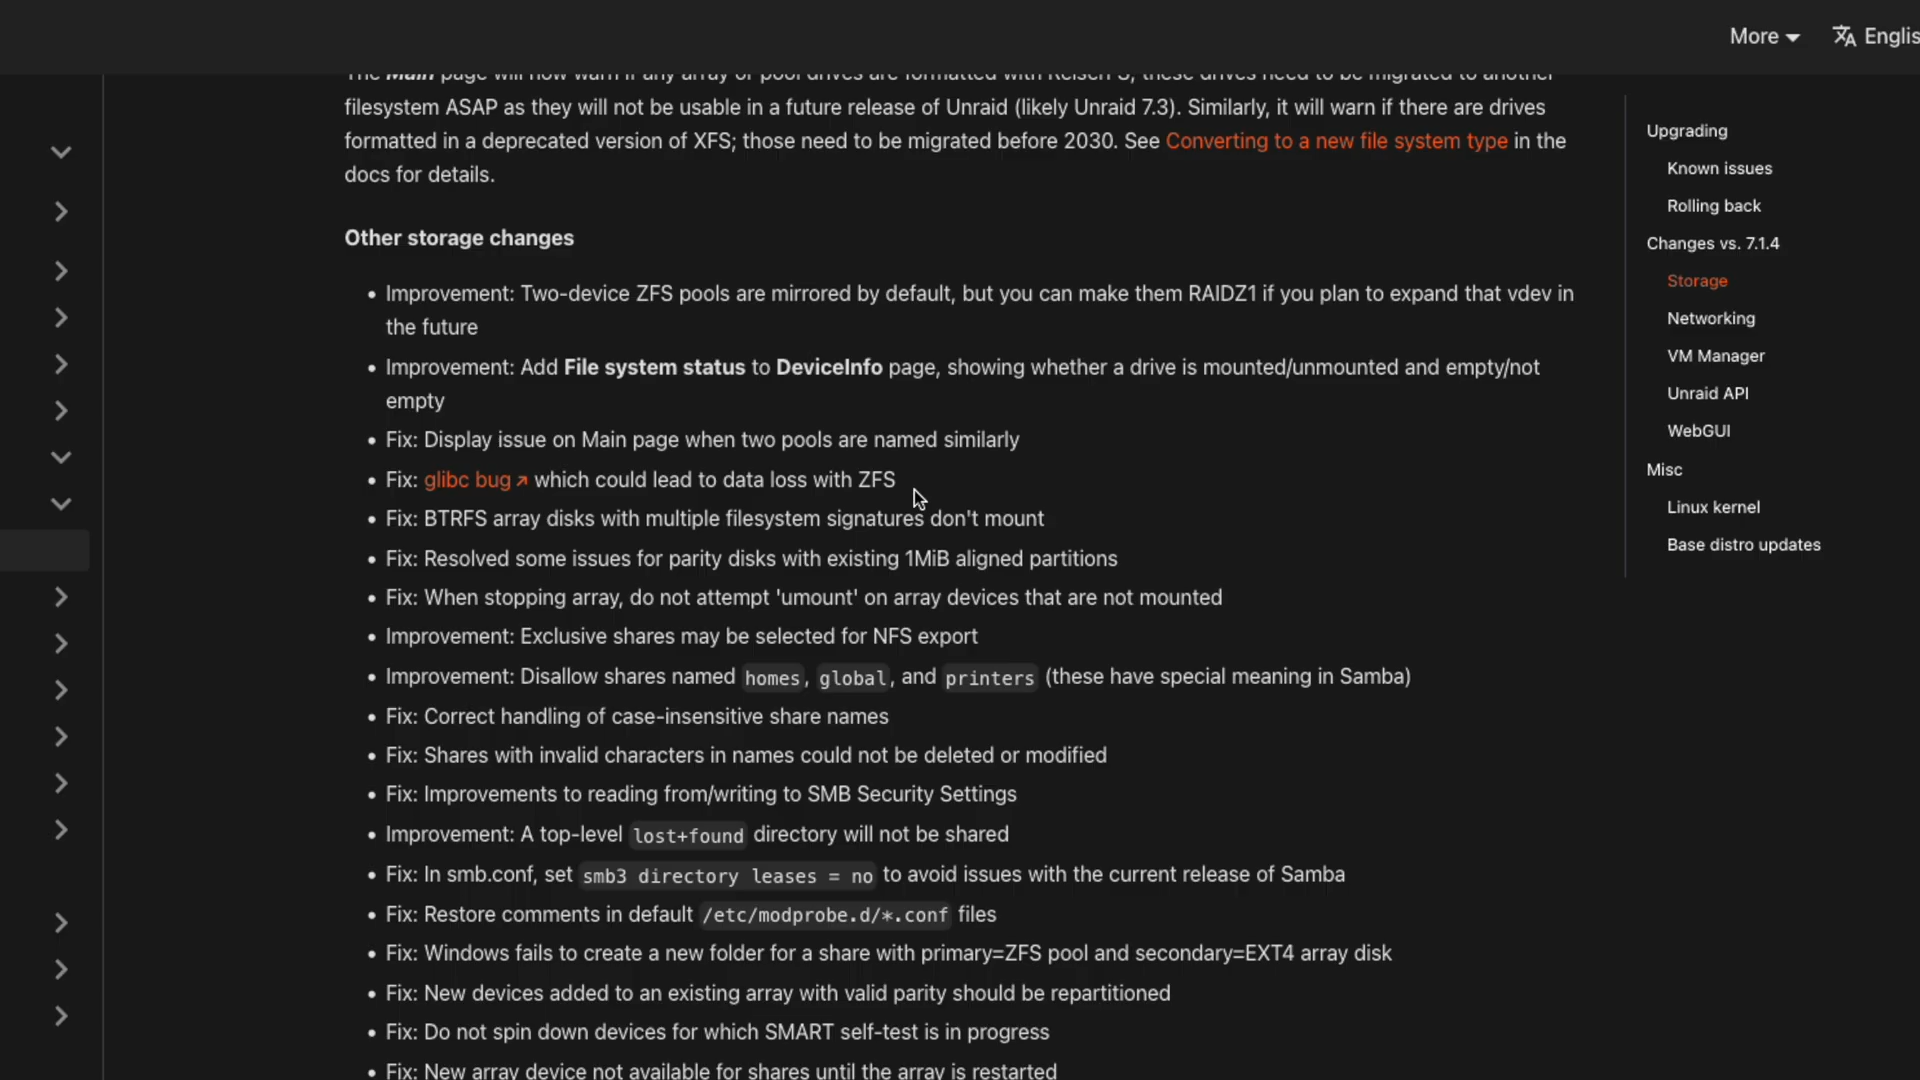 More
Englis
The Main page will now warn if any array or pool drives are formatted with ReiserFS; these drives need to be migrated to another
filesystem ASAP as they will not be usable in a future release of Unraid (likely Unraid 7.3). Similarly, it will warn if there are drives
formatted in a deprecated version of XFS; those need to be migrated before 2030. See Converting to a new file system type in the
docs for details.
Other storage changes
• Improvement: Two-device ZFS pools are mirrored by default, but you can make them RAIDZ1 if you plan to expand that vdev in
the future
• Improvement: Add File system status to DeviceInfo page, showing whether a drive is mounted/unmounted and empty/not
empty
• Fix: Display issue on Main page when two pools are named similarly
• Fix: glibc bug which could lead to data loss with ZFS
• Fix: BTRFS array disks with multiple filesystem signatures don't mount
• Fix: Resolved some issues for parity disks with existing 1MiB aligned partitions
• Fix: When stopping array, do not attempt 'umount' on array devices that are not mounted
• Improvement: Exclusive shares may be selected for NFS export
• Improvement: Disallow shares named homes, global, and printers (these have special meaning in Samba)
• Fix: Correct handling of case-insensitive share names
• Fix: Shares with invalid characters in names could not be deleted or modified
• Fix: Improvements to reading from/writing to SMB Security Settings
• Improvement: A top-level lost+found directory will not be shared
• Fix: In smb.conf, set smb3 directory leases = no to avoid issues with the current release of Samba
• Fix: Restore comments in default /etc/modprobe.d/*.conf files
• Fix: Windows fails to create a new folder for a share with primary=ZFS pool and secondary=EXT4 array disk
• Fix: New devices added to an existing array with valid parity should be repartitioned
• Fix: Do not spin down devices for which SMART self-test is in progress
• Fix: New array device not available for shares until the array is restarted
Upgrading
Known issues
Rolling back
Changes vs. 7.1.4
Storage
Networking
VM Manager
Unraid API
WebGUI
Misc
Linux kernel
Base distro updates